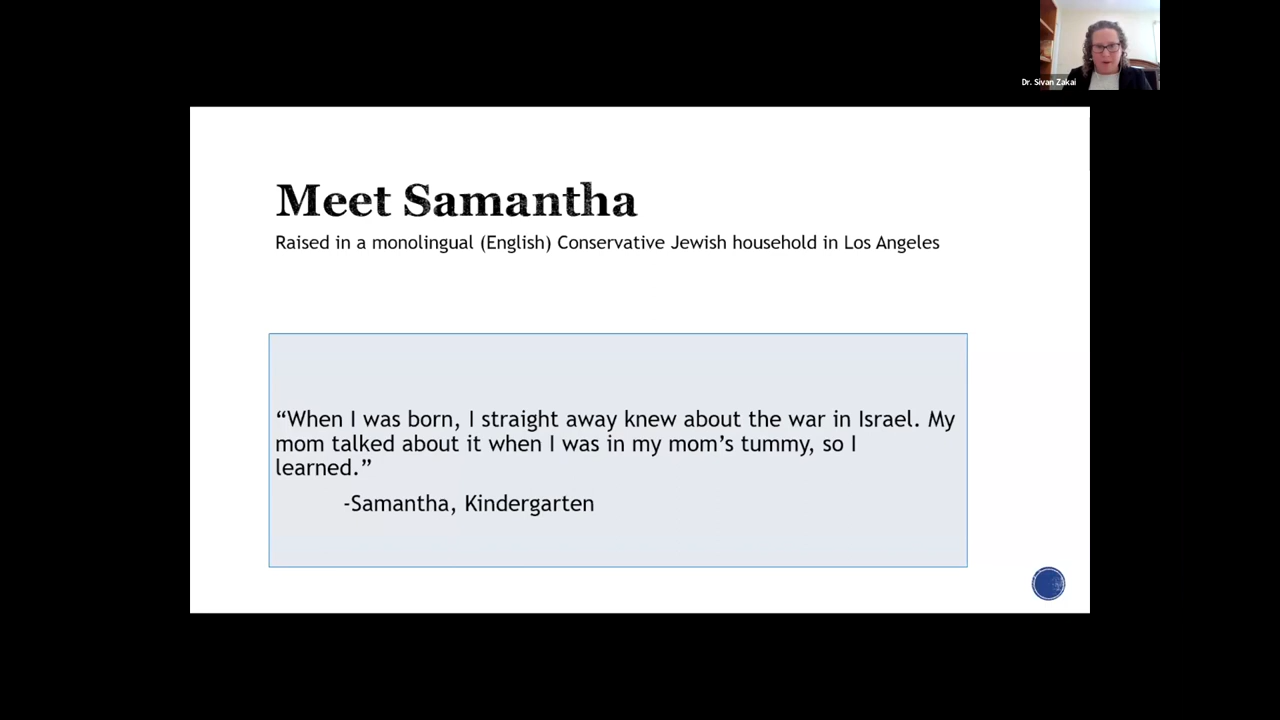 Dr. Sivan Zakai
Meet Samantha
Raised in a monolingual (English) Conservative Jewish household in Los Angeles
“When I was born, I straight away knew about the war in Israel. My
mom talked about it when I was in my mom’s tummy, so I
learned.”
-Samantha, Kindergarten